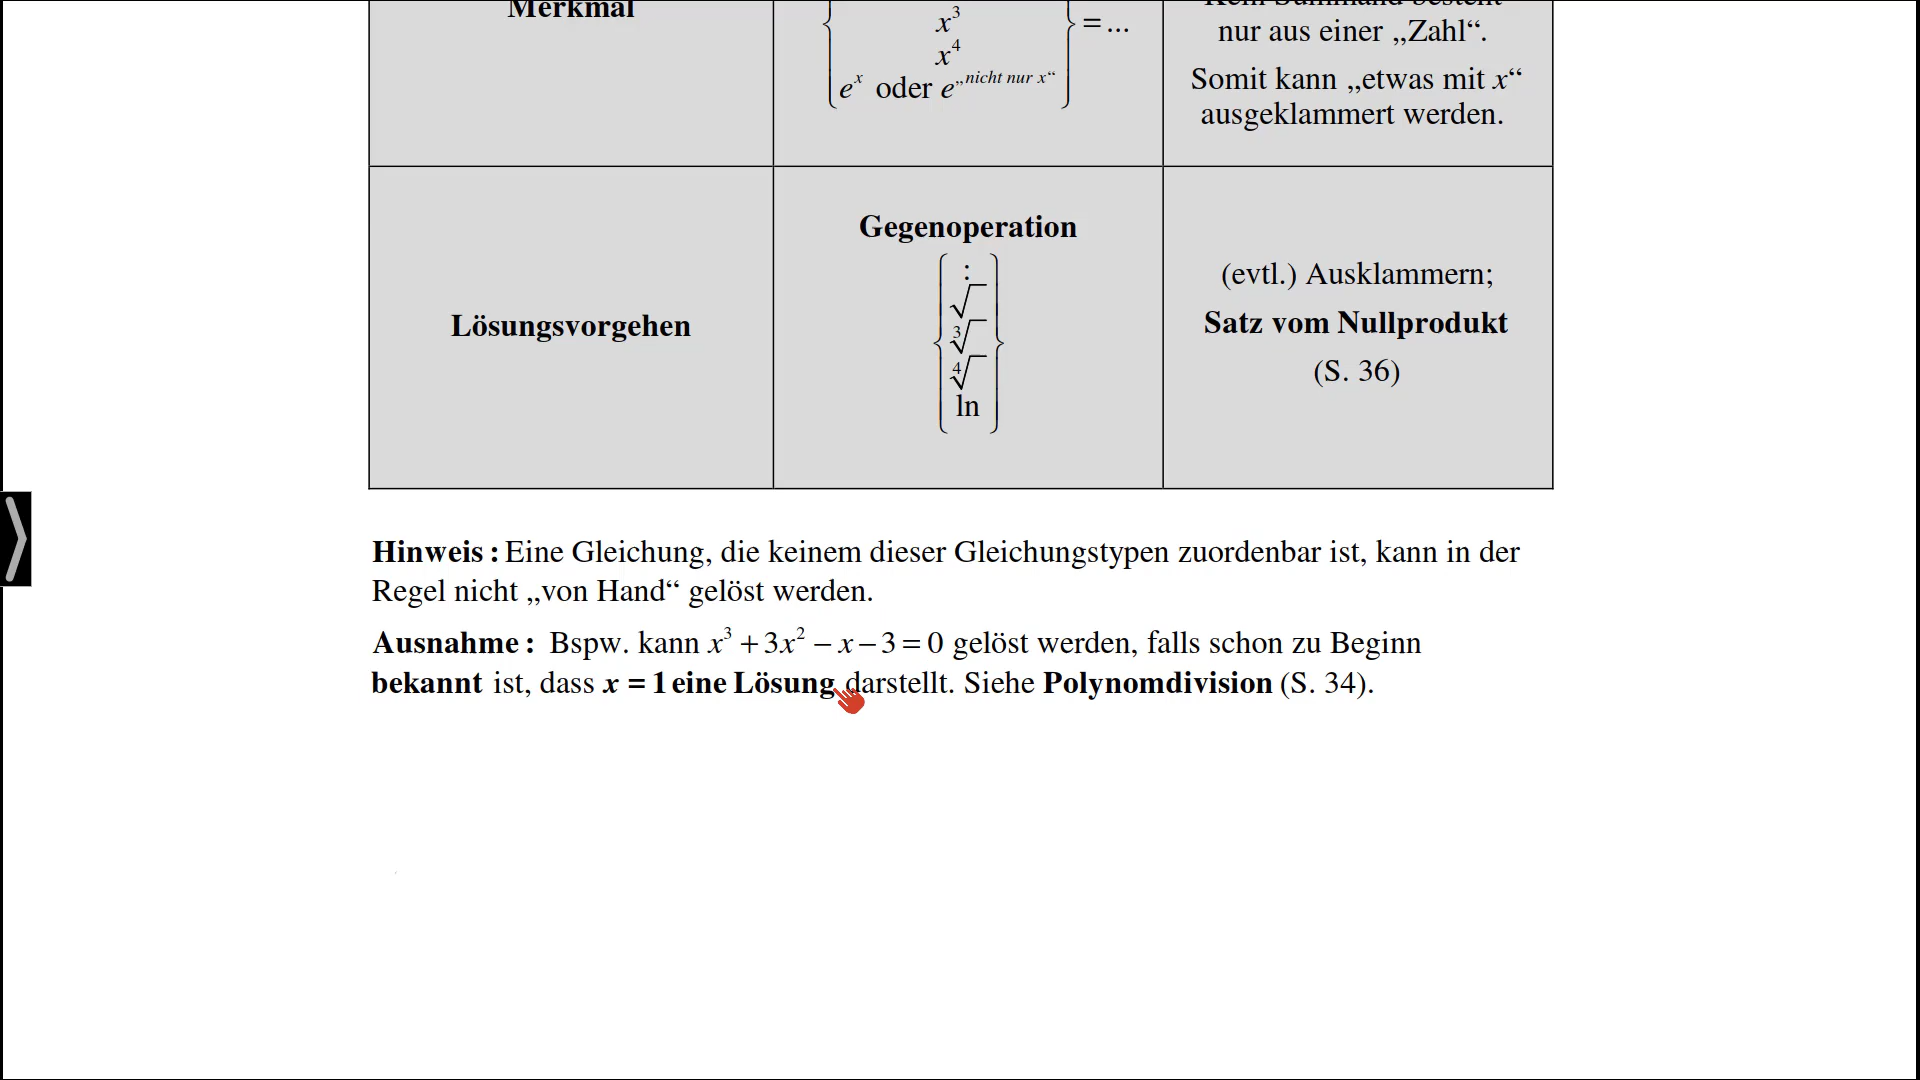 Merkmal
x³
x⁴
eˣ oder e„nicht nur x“
= ...
Kein Summand besteht
nur aus einer „Zahl“.
Somit kann „etwas mit x“
ausgeklammert werden.
Lösungsvorgehen
Gegenoperation
:
√
∛
∜
ln
(evtl.) Ausklammern;
Satz vom Nullprodukt
(S. 36)
Hinweis : Eine Gleichung, die keinem dieser Gleichungstypen zuordenbar ist, kann in der
Regel nicht „von Hand“ gelöst werden.
Ausnahme : Bspw. kann x³ + 3x² − x − 3 = 0 gelöst werden, falls schon zu Beginn
bekannt ist, dass x = 1 eine Lösung darstellt. Siehe Polynomdivision (S. 34).